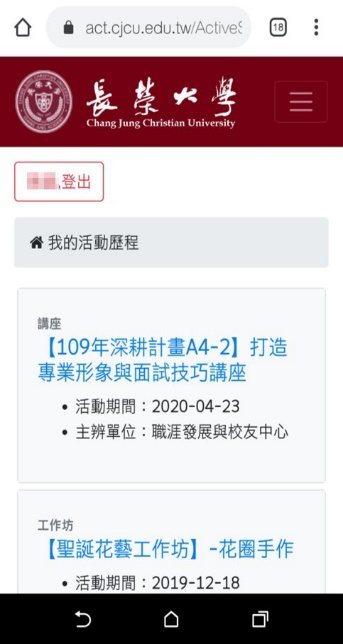 act.cjcu.edu.tw/ActiveS
18
長榮大學
Chang Jung Christian University
,登出
我的活動歷程
講座
【109年深耕計畫A4-2】打造
專業形象與面試技巧講座
• 活動期間：2020-04-23
• 主辨單位：職涯發展與校友中心
工作坊
【聖誕花藝工作坊】-花圈手作
• 活動期間：2019-12-18